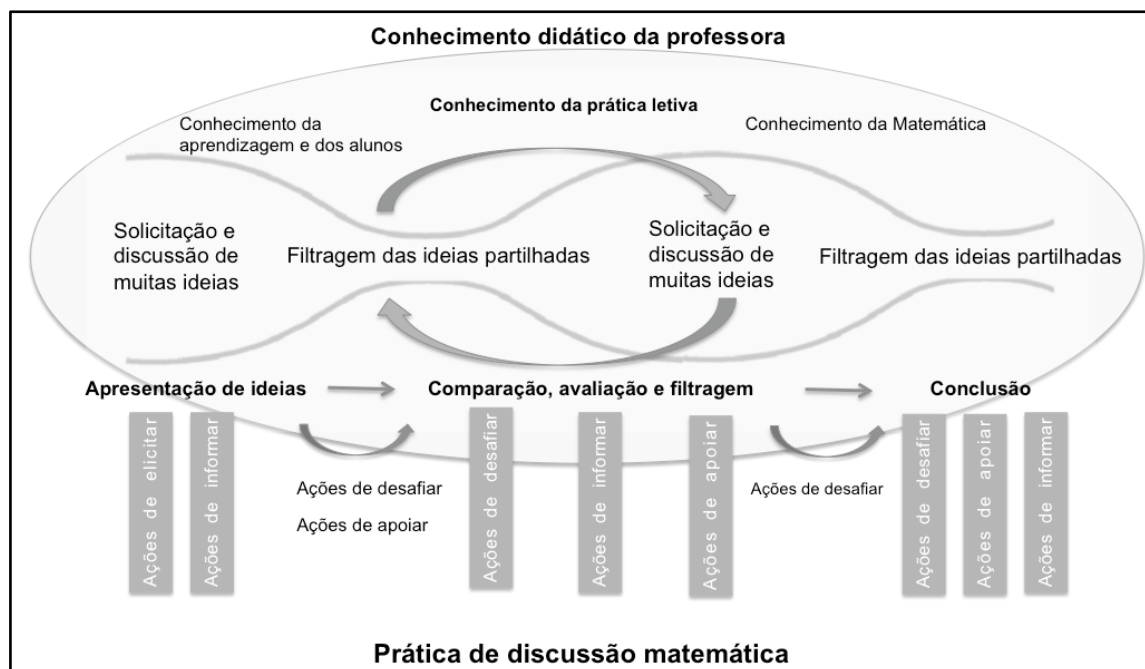 Conhecimento didático da professora
Conhecimento da prática letiva
Conhecimento da
aprendizagem e dos alunos
Conhecimento da Matemática
Solicitação e
discussão de
muitas ideias
Filtragem das ideias partilhadas
Solicitação e
discussão de
muitas ideias
Filtragem das ideias partilhadas
Apresentação de ideias
Comparação, avaliação e filtragem
Conclusão
Ações de elicitar
Ações de informar
Ações de desafiar
Ações de apoiar
Ações de desafiar
Ações de informar
Ações de apoiar
Ações de desafiar
Ações de desafiar
Ações de apoiar
Ações de informar
Prática de discussão matemática